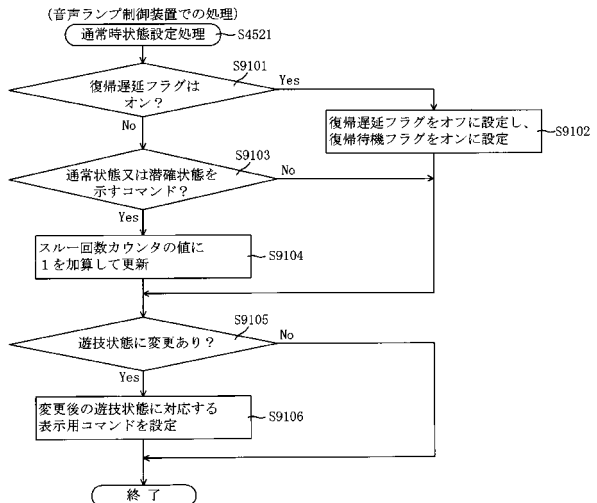 (音声ランプ制御装置での処理)
通常時状態設定処理
S4521
S9101
復帰遅延フラグは
オン?
Yes
No
復帰遅延フラグをオフに設定し、
復帰待機フラグをオンに設定
S9102
S9103
通常状態又は潜確状態を
示すコマンド?
No
Yes
スルー回数カウンタの値に
1を加算して更新
S9104
S9105
遊技状態に変更あり?
No
Yes
変更後の遊技状態に対応する
表示用コマンドを設定
S9106
終了